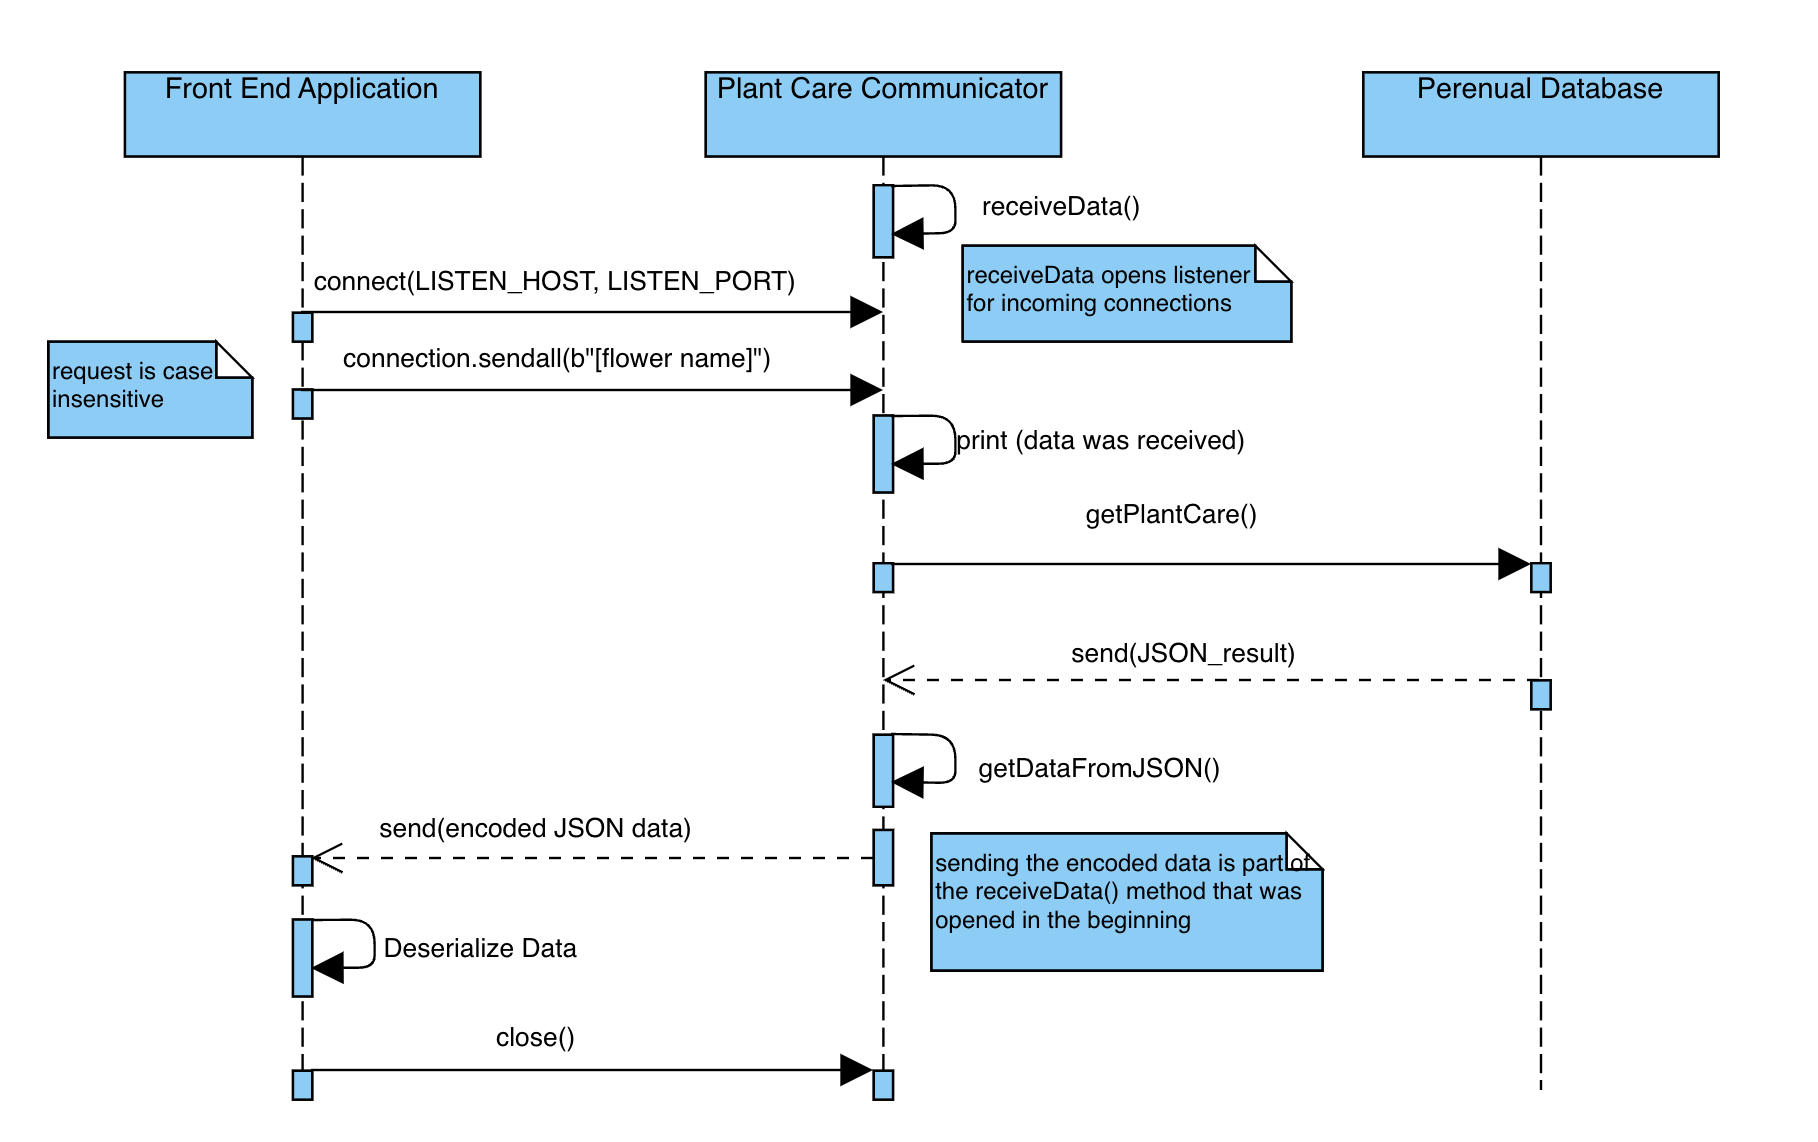 Front End Application
Plant Care Communicator
Perenual Database
receiveData()
receiveData opens listener
for incoming connections
connect(LISTEN_HOST, LISTEN_PORT)
request is case
insensitive
connection.sendall(b"[flower name]")
print (data was received)
getPlantCare()
send(JSON_result)
getDataFromJSON()
send(encoded JSON data)
sending the encoded data is part of
the receiveData() method that was
opened in the beginning
Deserialize Data
close()